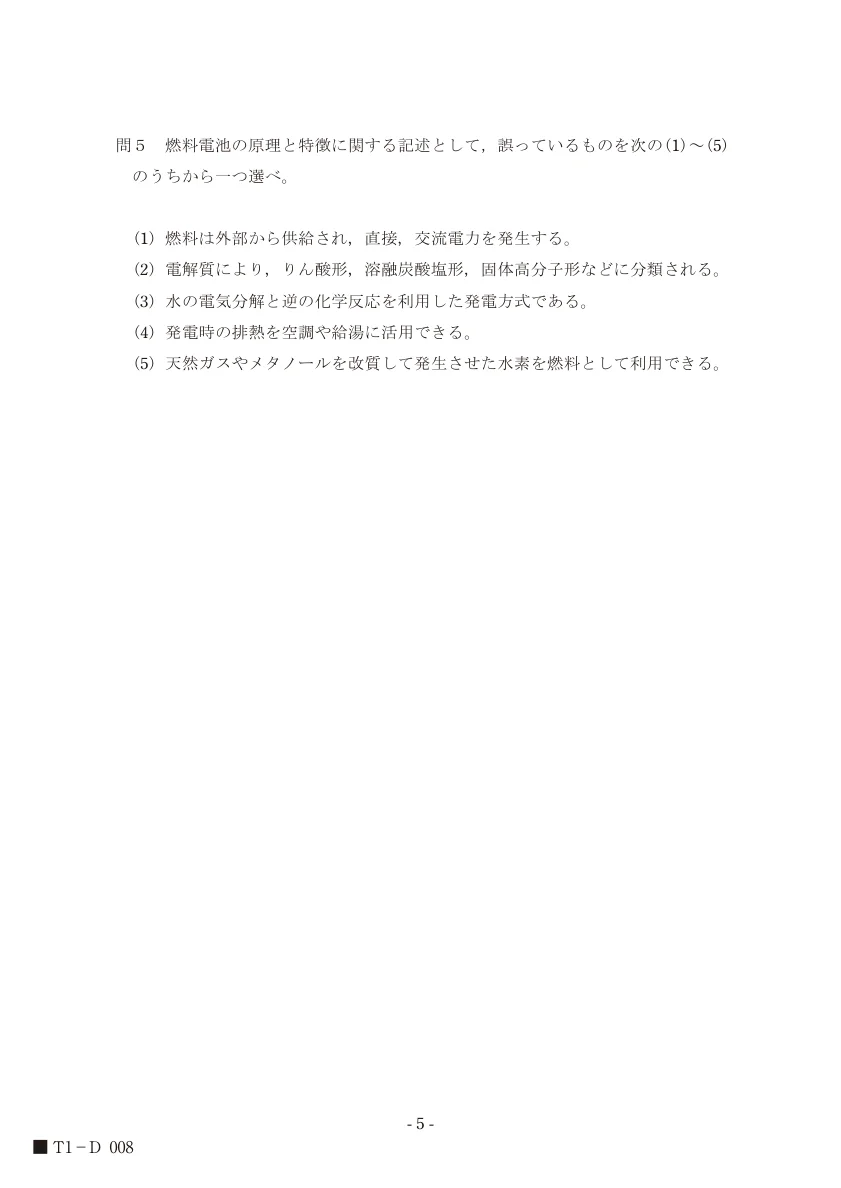 問５　燃料電池の原理と特徴に関する記述として，誤っているものを次の(1)～(5)
のうちから一つ選べ。
(1) 燃料は外部から供給され，直接，交流電力を発生する。
(2) 電解質により，りん酸形，溶融炭酸塩形，固体高分子形などに分類される。
(3) 水の電気分解と逆の化学反応を利用した発電方式である。
(4) 発電時の排熱を空調や給湯に活用できる。
(5) 天然ガスやメタノールを改質して発生させた水素を燃料として利用できる。
- 5 -
■ T1－D 008